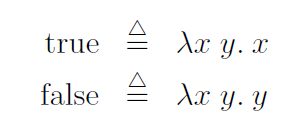 true ≜ λx y. x
false ≜ λx y. y